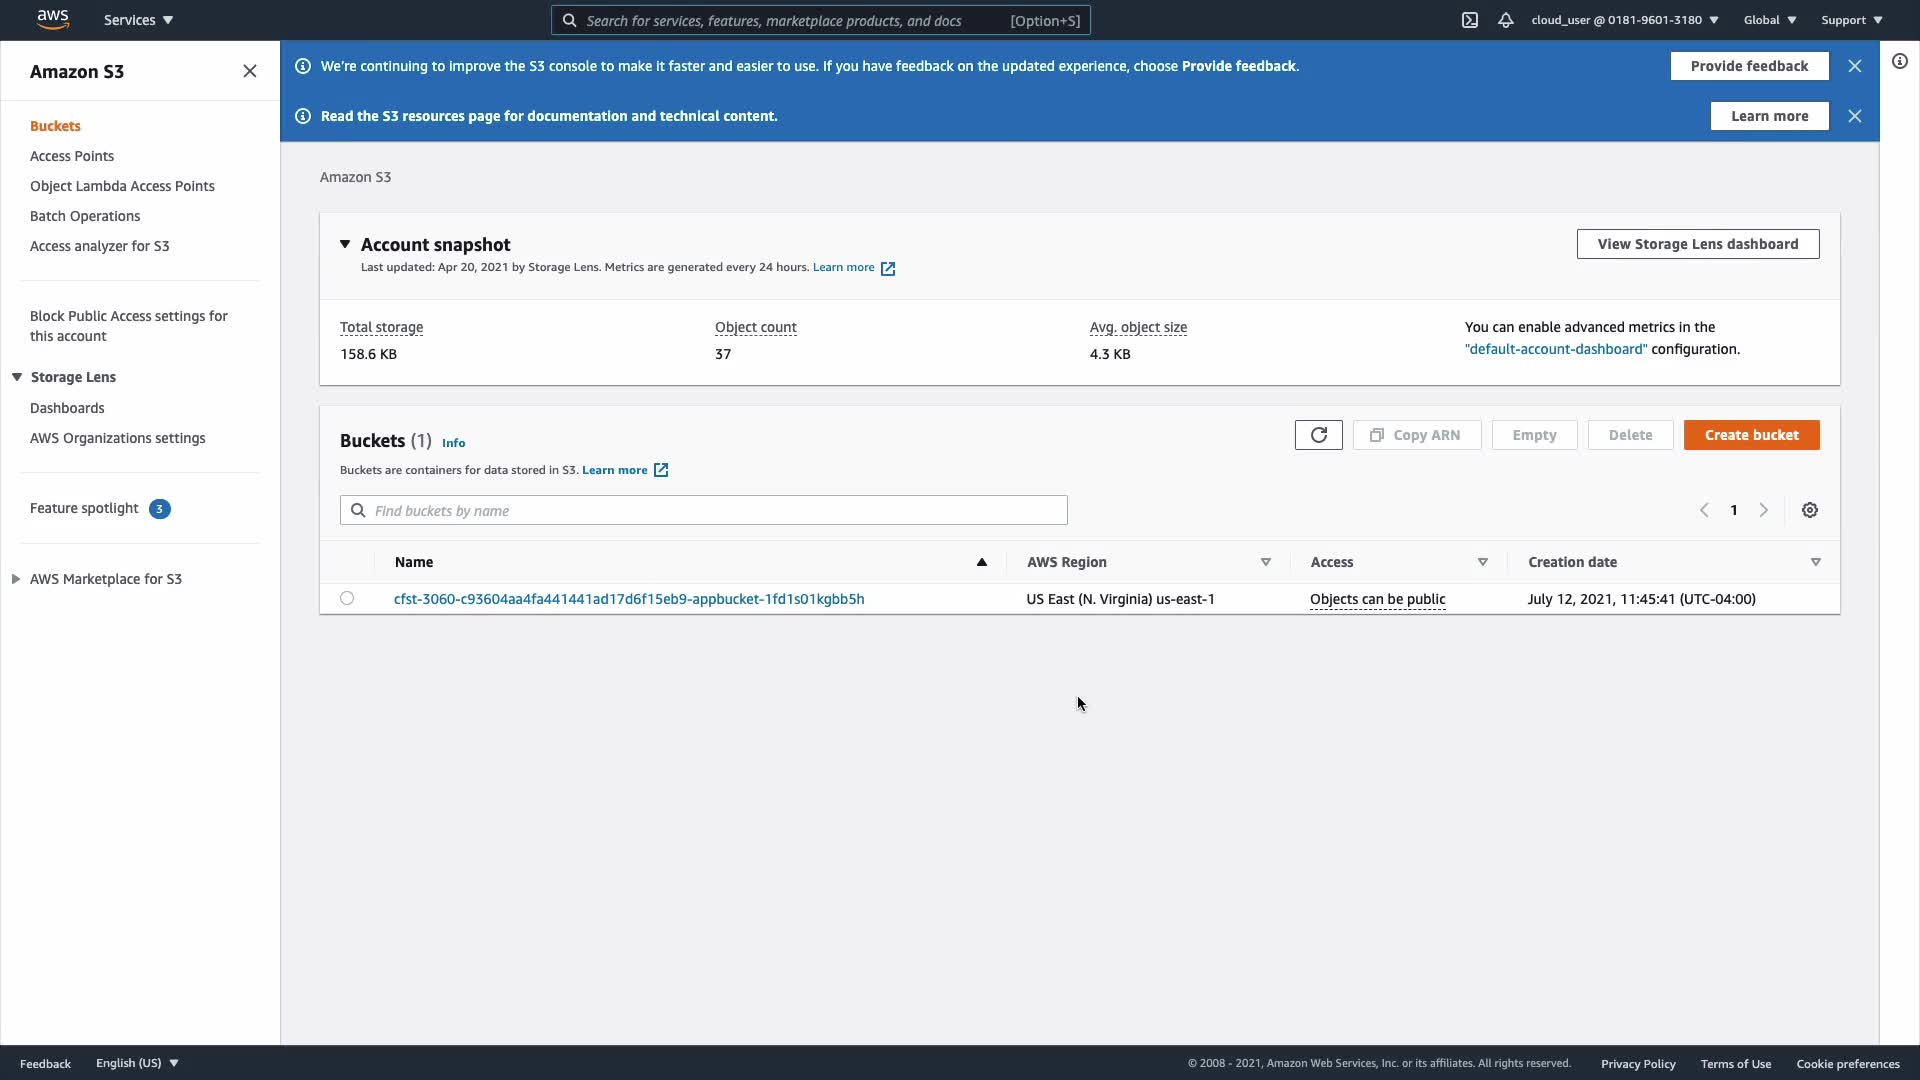 aws
Services
Search for services, features, marketplace products, and docs [Option+S]
cloud_user @ 0181-9601-3180
Global
Support
Amazon S3
Buckets
Access Points
Object Lambda Access Points
Batch Operations
Access analyzer for S3
Block Public Access settings for
this account
Storage Lens
Dashboards
AWS Organizations settings
Feature spotlight 3
AWS Marketplace for S3
We're continuing to improve the S3 console to make it faster and easier to use. If you have feedback on the updated experience, choose Provide feedback.
Provide feedback
Read the S3 resources page for documentation and technical content.
Learn more
Amazon S3
Account snapshot
Last updated: Apr 20, 2021 by Storage Lens. Metrics are generated every 24 hours. Learn more
View Storage Lens dashboard
Total storage
158.6 KB
Object count
37
Avg. object size
4.3 KB
You can enable advanced metrics in the
"default-account-dashboard" configuration.
Buckets (1) Info
Buckets are containers for data stored in S3. Learn more
Copy ARN
Empty
Delete
Create bucket
Find buckets by name
1
Name AWS Region Access Creation date
cfst-3060-c93604aa4fa441441ad17d6f15eb9-appbucket-1fd1s01kgbb5h US East (N. Virginia) us-east-1 Objects can be public July 12, 2021, 11:45:41 (UTC-04:00)
Feedback English (US) © 2008 - 2021, Amazon Web Services, Inc. or its affiliates. All rights reserved. Privacy Policy Terms of Use Cookie preferences